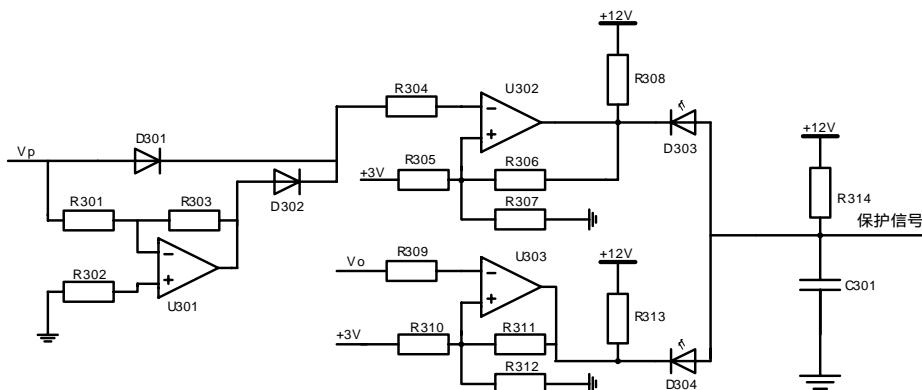 +12V
R308
U302
R304
D303
D301
Vp
D302
R305
+3V
R306
R307
R301
R303
R302
U301
+12V
R314
保护信号
C301
Vo
R309
U303
+12V
R313
+3V
R310
R311
R312
D304